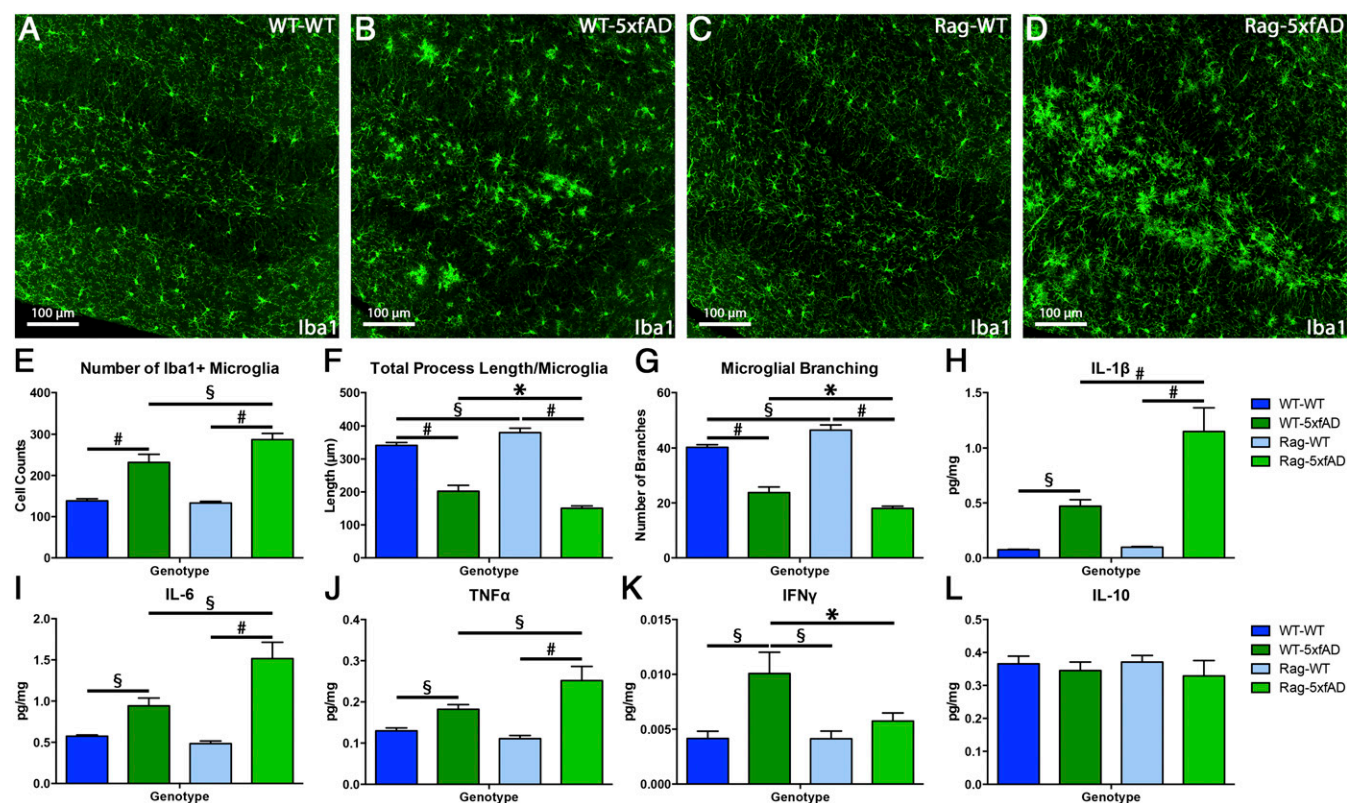 A
WT-WT
100 µm
Iba1
B
WT-5xfAD
100 µm
Iba1
C
Rag-WT
100 µm
Iba1
D
Rag-5xfAD
100 µm
Iba1
E
Number of Iba1+ Microglia
Cell Counts
400
300
200
100
0
#
§
#
Genotype
F
Total Process Length/Microglia
Length (µm)
500
400
300
200
100
0
*
§
#
#
Genotype
G
Microglial Branching
Number of Branches
60
40
20
0
*
§
#
#
Genotype
H
IL-1β
pg/mg
1.5
1.0
0.5
0.0
#
#
§
Genotype
WT-WT
WT-5xfAD
Rag-WT
Rag-5xfAD
I
IL-6
pg/mg
2.0
1.5
1.0
0.5
0.0
§
#
§
Genotype
J
TNFα
pg/mg
0.4
0.3
0.2
0.1
0.0
§
#
§
Genotype
K
IFNγ
pg/mg
0.015
0.010
0.005
0.000
*
§
§
Genotype
L
IL-10
pg/mg
0.5
0.4
0.3
0.2
0.1
0.0
Genotype
WT-WT
WT-5xfAD
Rag-WT
Rag-5xfAD